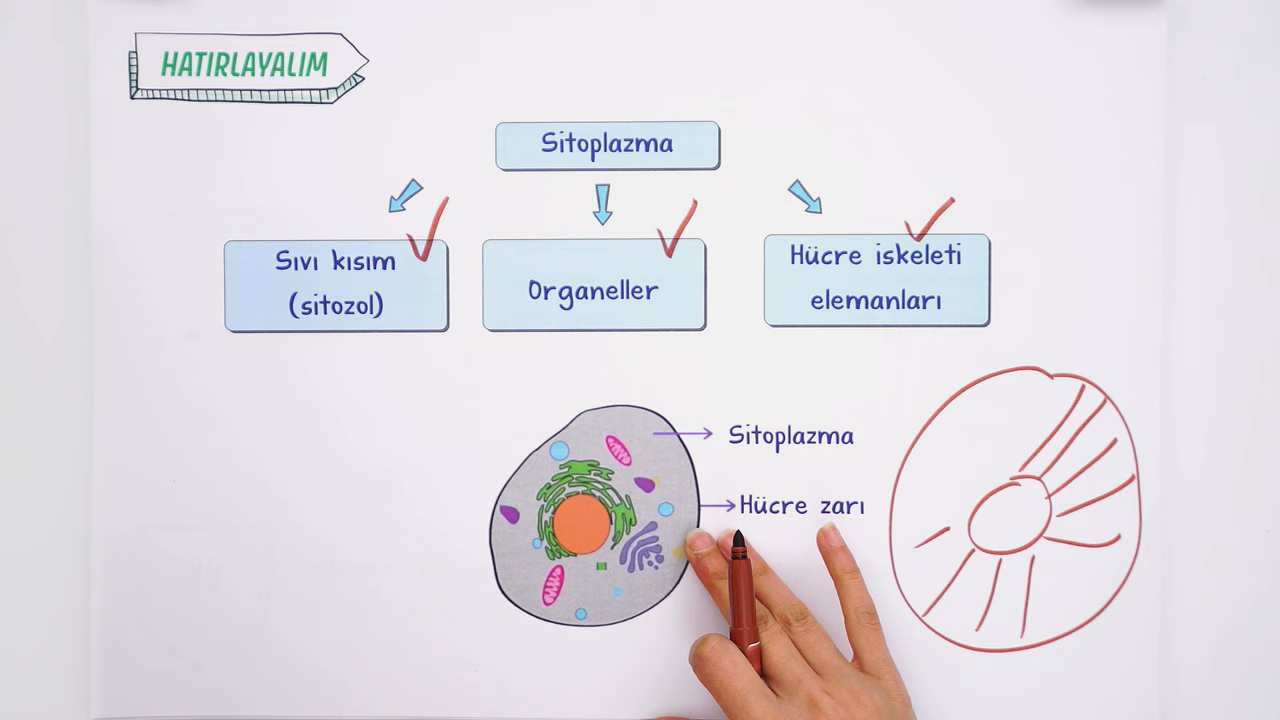 HATIRLAYALIM
Sitoplazma
Sıvı kısım
(sitozol)
Organeller
Hücre iskeleti
elemanları
Sitoplazma
Hücre zarı